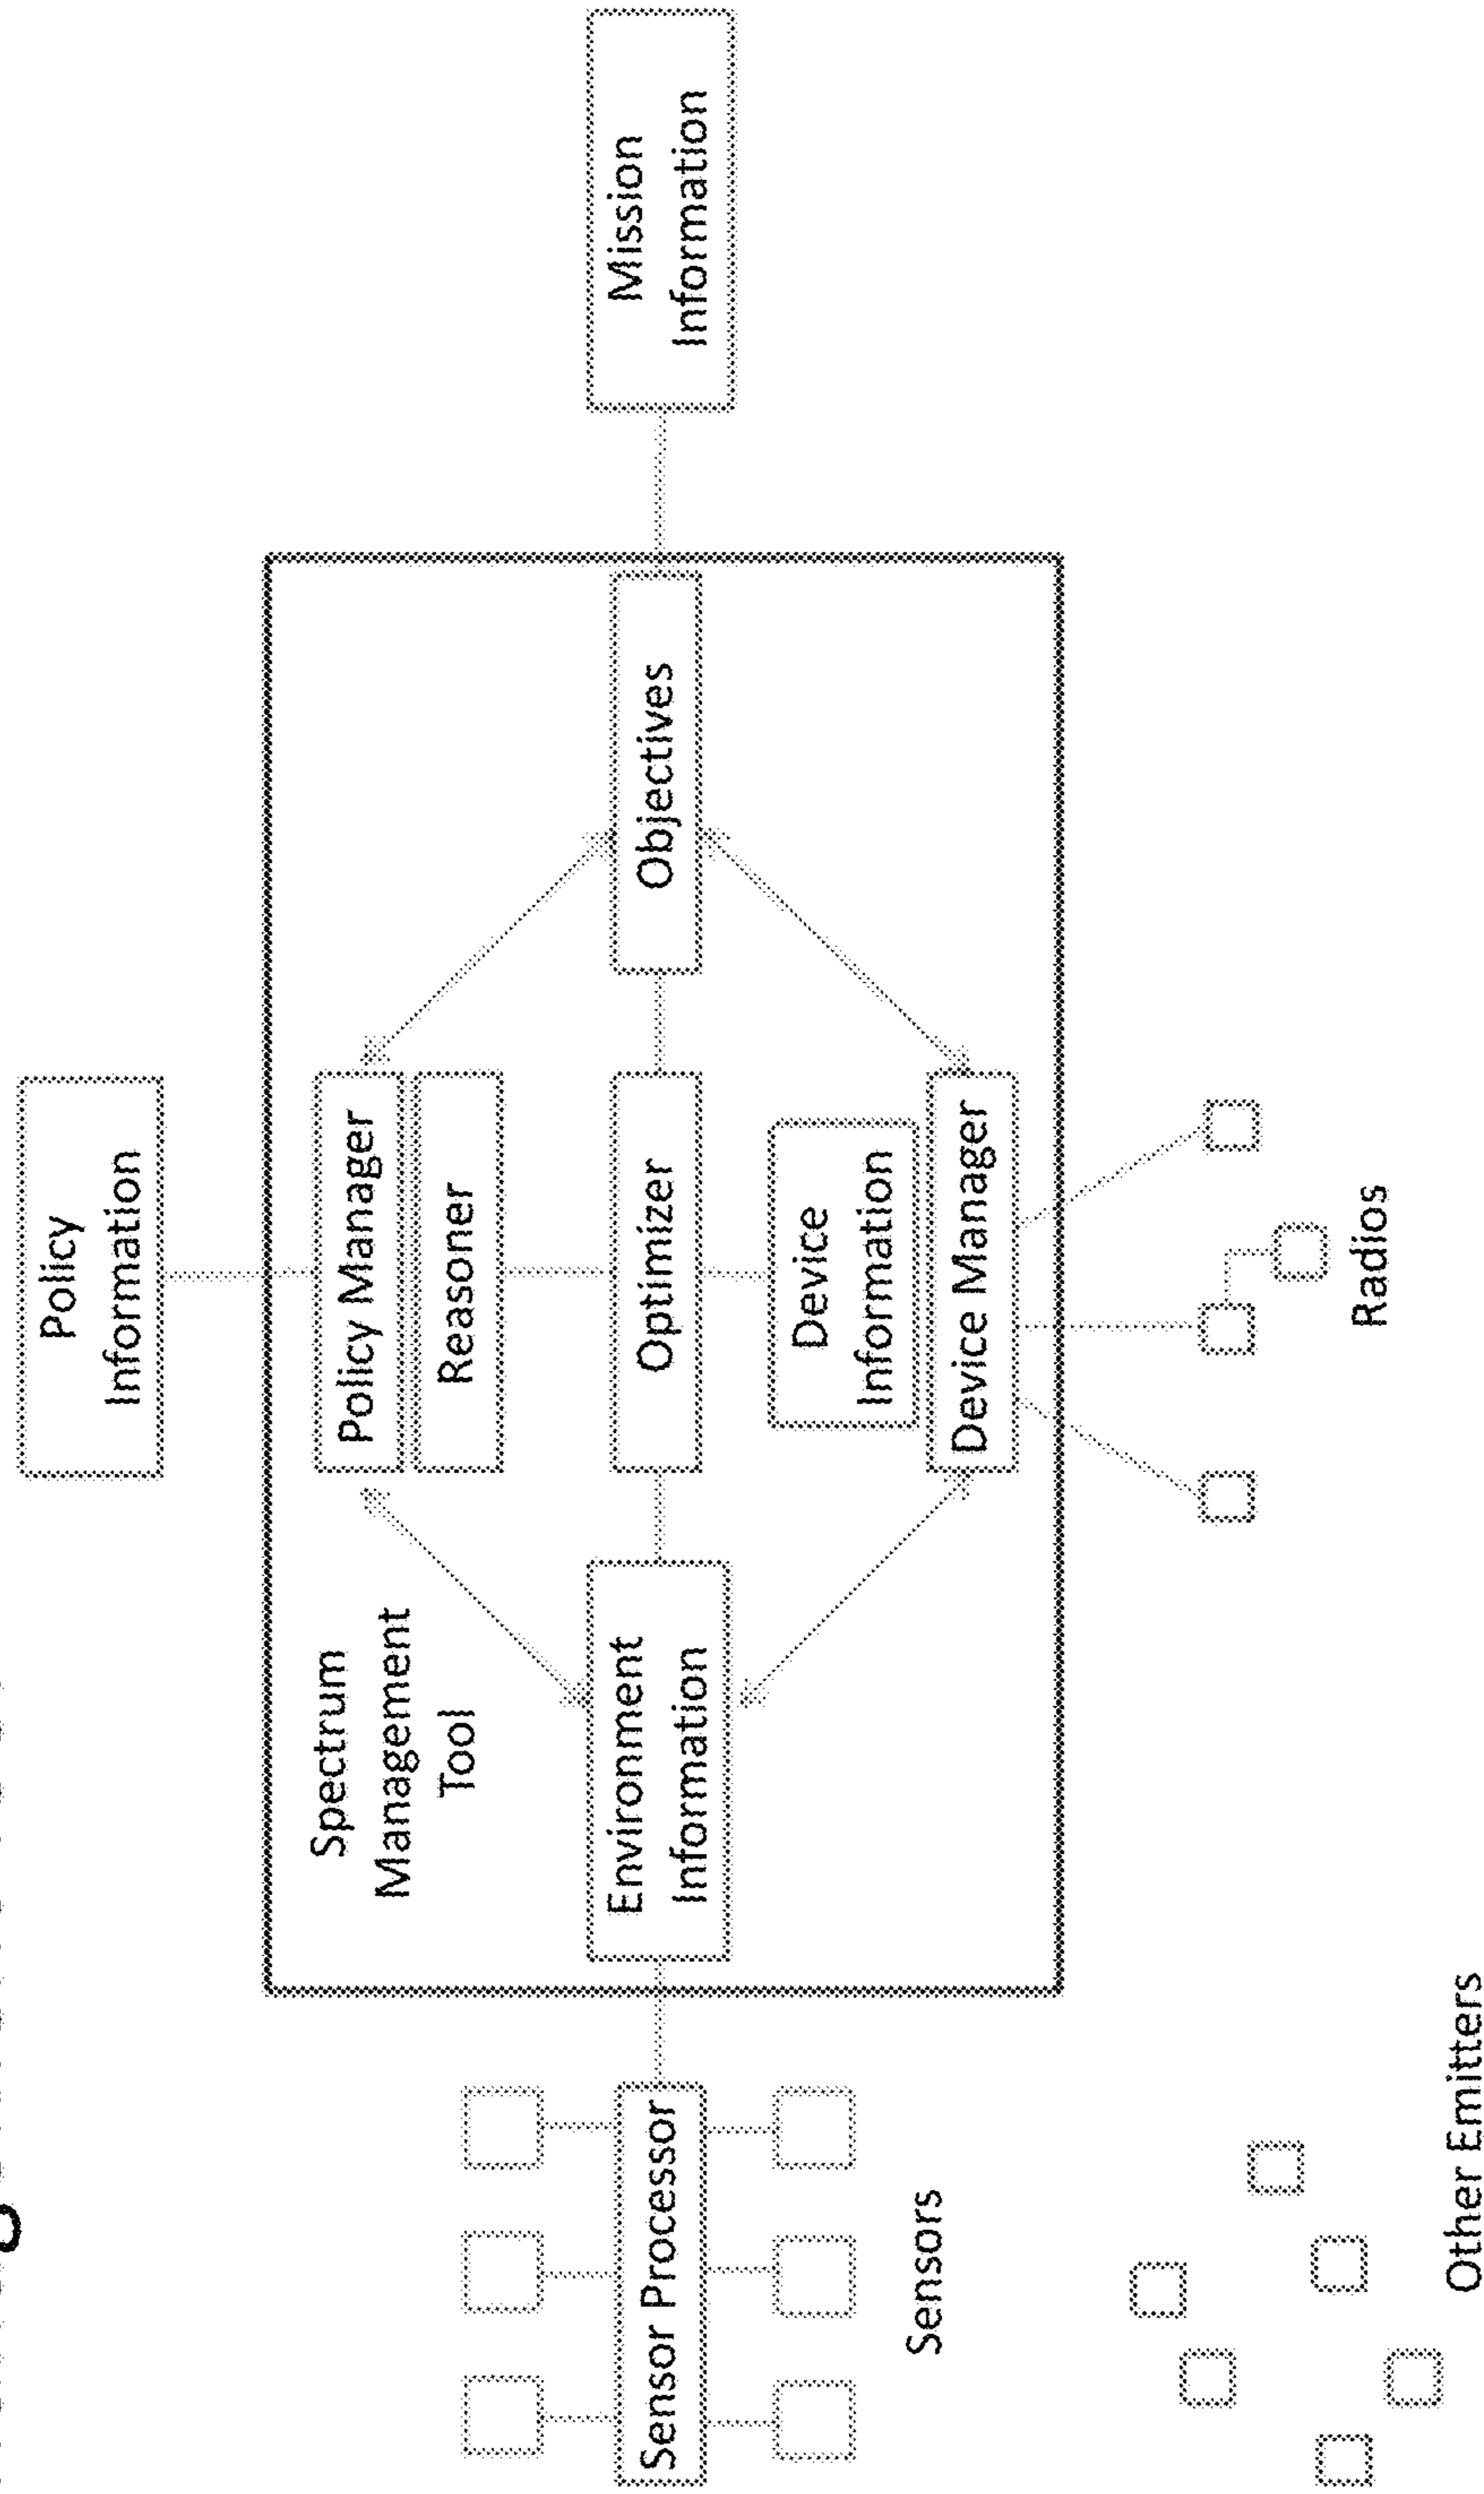 Policy
Information
Spectrum
Management
Tool
Policy Manager
Reasoner
Sensor Processor
Environment
Information
Optimizer
Objectives
Mission
Information
Device
Information
Device Manager
Sensors
Radios
Other Emitters